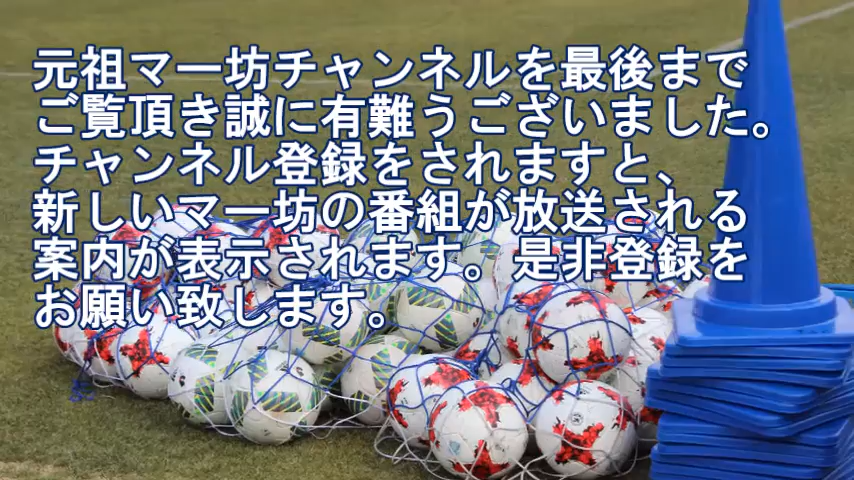 元祖マー坊チャンネルを最後まで
ご覧頂き誠に有難うございました。
チャンネル登録をされますと、
新しいマー坊の番組が放送される
案内が表示されます。是非登録を
お願い致します。